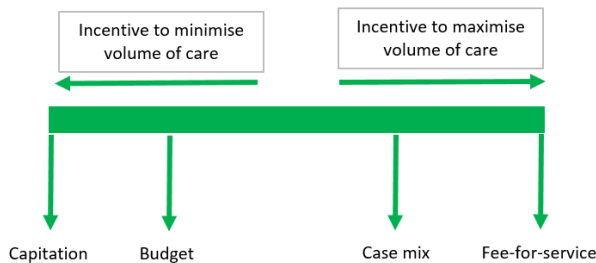 Incentive to minimise
volume of care
Incentive to maximise
volume of care
Capitation
Budget
Case mix
Fee-for-service